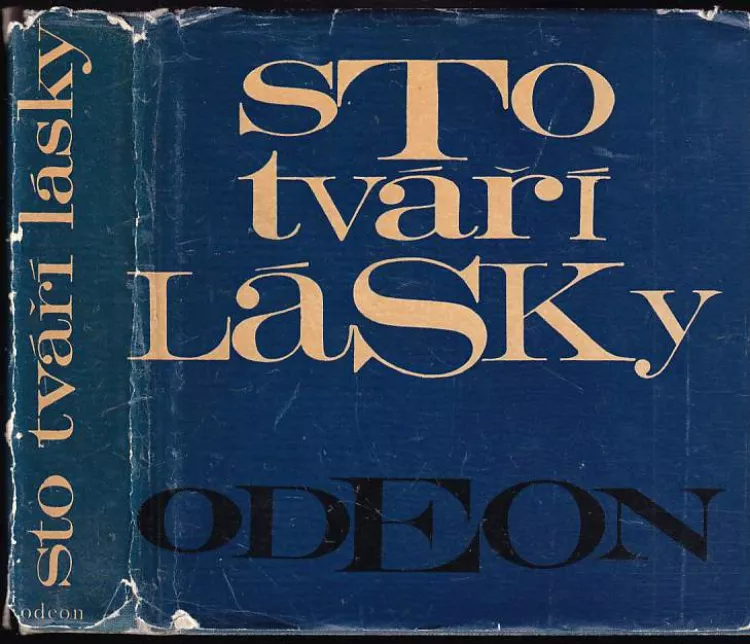 sto tváří lásky
odeon
STO
tváří
LáSKy
ODEON